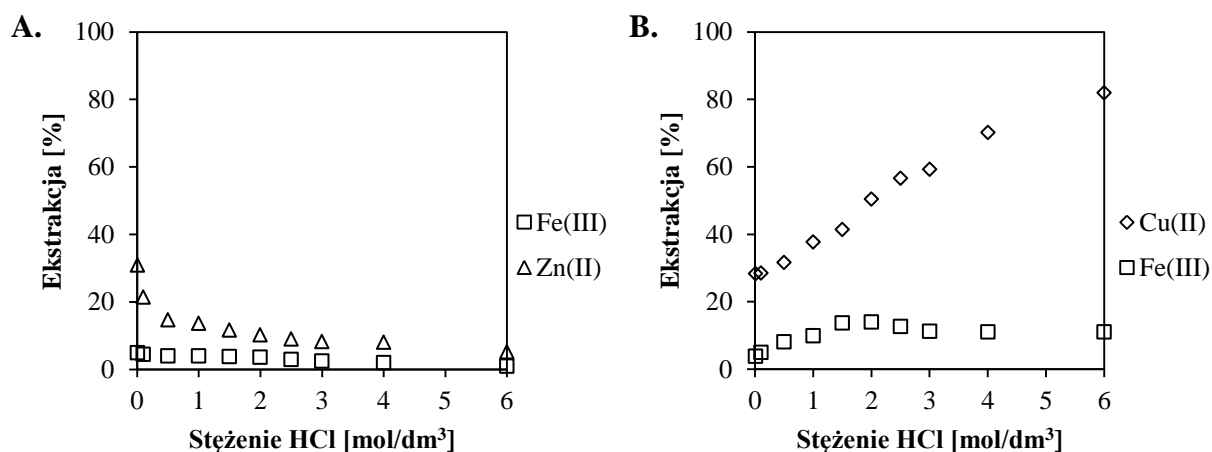 A.
100
80
60
40
20
0
Ekstrakcja [%]
0 1 2 3 4 5 6
Stężenie HCl [mol/dm³]
Fe(III)
Zn(II)
B.
100
80
60
40
20
0
Ekstrakcja [%]
0 1 2 3 4 5 6
Stężenie HCl [mol/dm³]
Cu(II)
Fe(III)